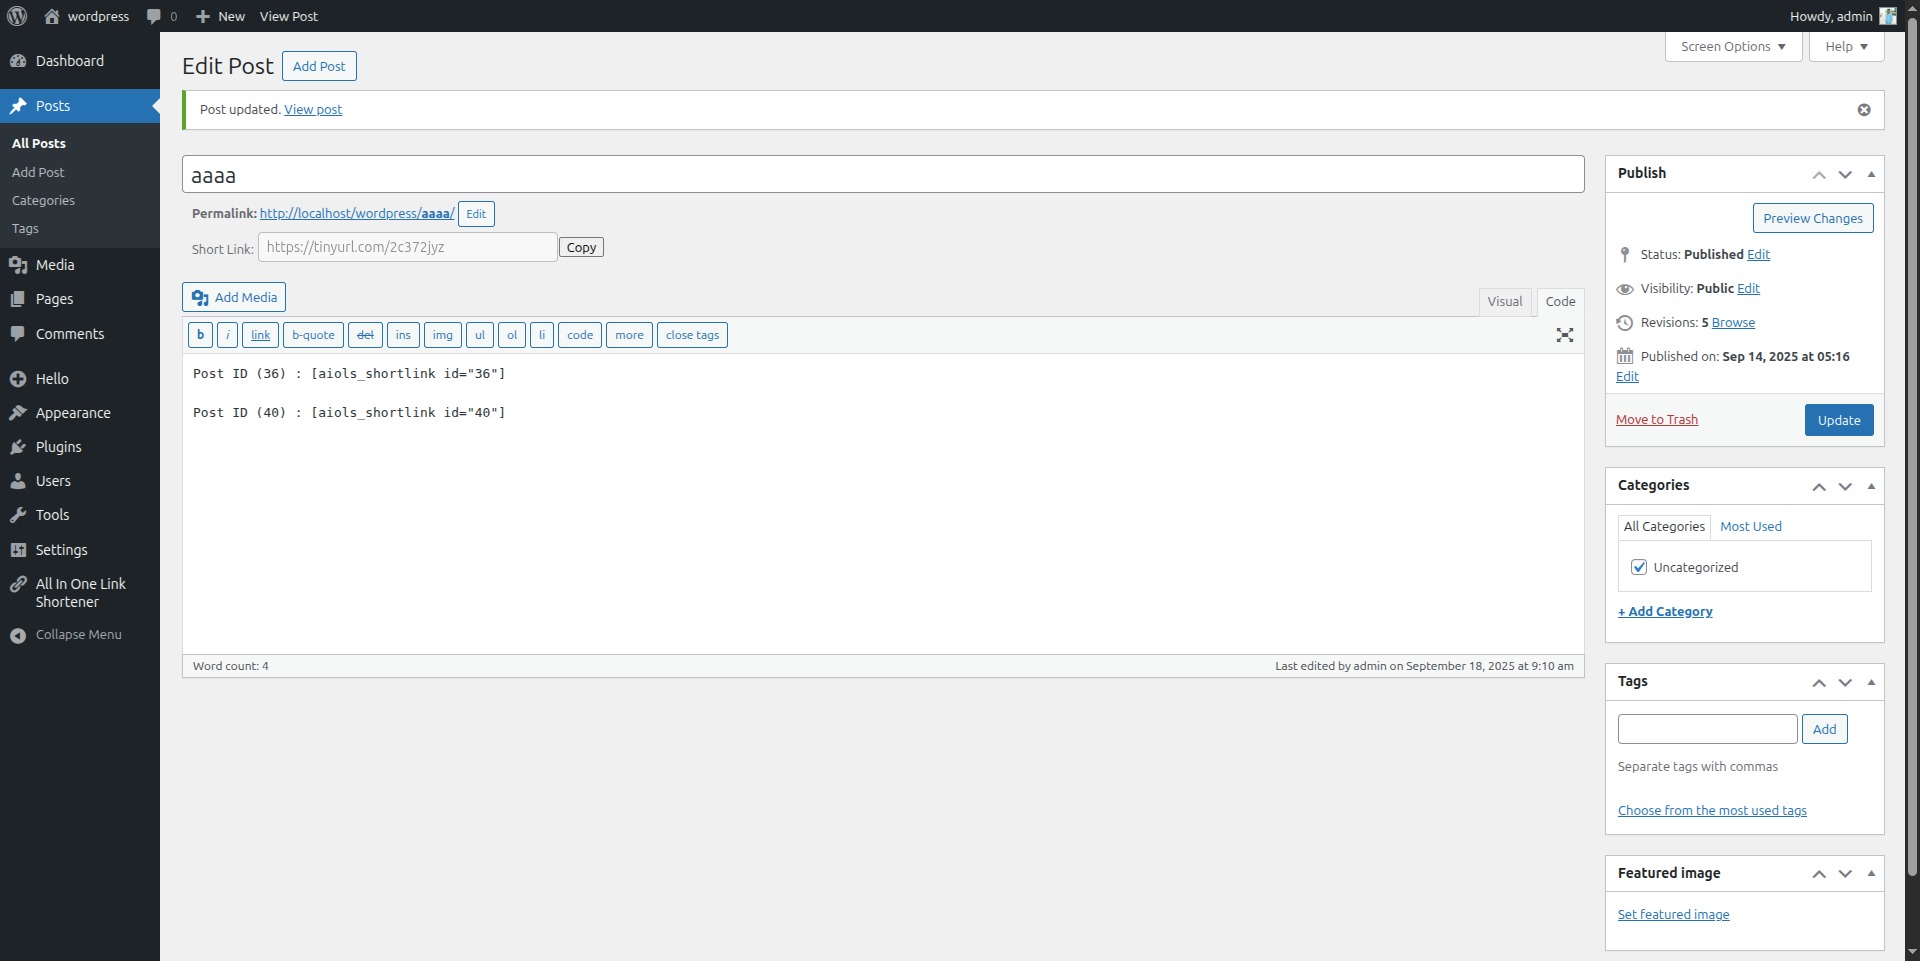 wordpress 0 New View Post Howdy, admin
Screen Options Help
Dashboard
Posts
All Posts
Add Post
Categories
Tags
Media
Pages
Comments
Hello
Appearance
Plugins
Users
Tools
Settings
All In One Link
Shortener
Collapse Menu
Edit Post Add Post
Post updated. View post
aaaa
Permalink: http://localhost/wordpress/aaaa/ Edit
Short Link: https://tinyurl.com/2c372jyz Copy
Add Media Visual Code
b i link b-quote del ins img ul ol li code more close tags
Post ID (36) : [aiols_shortlink id="36"]
Post ID (40) : [aiols_shortlink id="40"]
Word count: 4 Last edited by admin on September 18, 2025 at 9:10 am
Publish
Preview Changes
Status: Published Edit
Visibility: Public Edit
Revisions: 5 Browse
Published on: Sep 14, 2025 at 05:16
Edit
Move to Trash Update
Categories
All Categories Most Used
Uncategorized
+ Add Category
Tags
Add
Separate tags with commas
Choose from the most used tags
Featured image
Set featured image